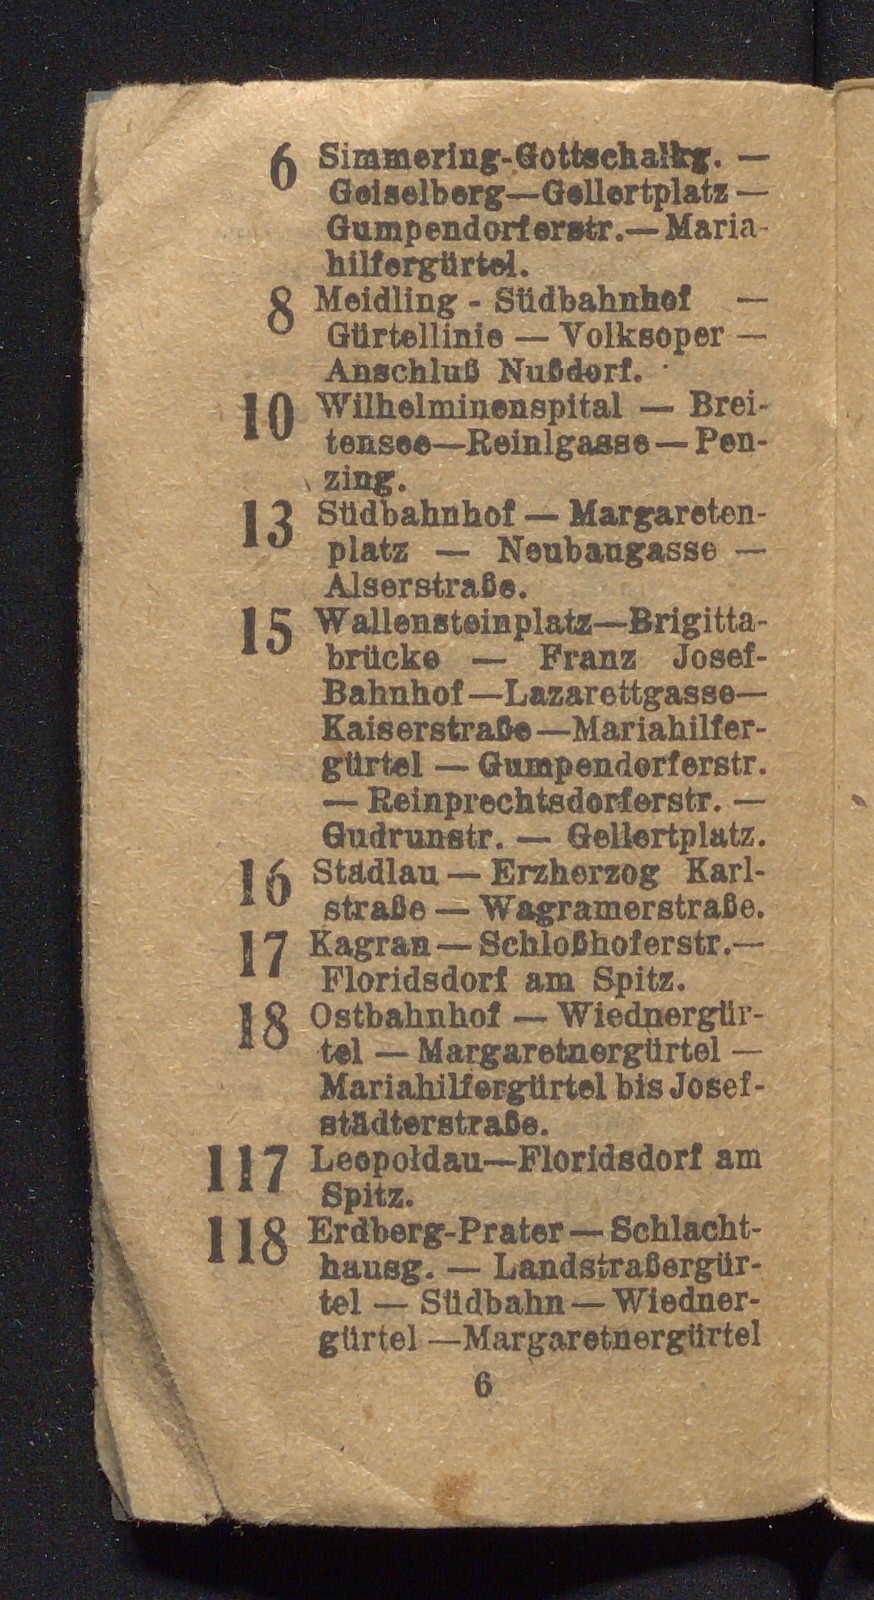 6 Simmering-Gottschalkg. —
Geiselberg—Gellertplatz —
Gumpendorferstr.— Maria-
hilfergürtel.
8 Meidling - Südbahnhof —
Gürtellinie — Volksoper —
Anschluß Nußdorf.
10 Wilhelminenspital — Brei-
tensee—Reinlgasse — Pen-
zing.
13 Südbahnhof — Margareten-
platz — Neubaugasse —
Alserstraße.
15 Wallensteinplatz—Brigitta-
brücke — Franz Josef-
Bahnhof—Lazarettgasse—
Kaiserstraße—Mariahilfer-
gürtel — Gumpendorferstr.
— Reinprechtsdorferstr. —
Gudrunstr. — Gellertplatz.
16 Stadlau — Erzherzog Karl-
straße — Wagramerstraße.
17 Kagran — Schloßhoferstr.—
Floridsdorf am Spitz.
18 Ostbahnhof — Wiednergür-
tel — Margaretnergürtel —
Mariahilfergürtel bis Josef-
städterstraße.
117 Leopoldau—Floridsdorf am
Spitz.
118 Erdberg-Prater — Schlacht-
hausg. — Landstraßergür-
tel — Südbahn — Wiedner-
gürtel —Margaretnergürtel
6